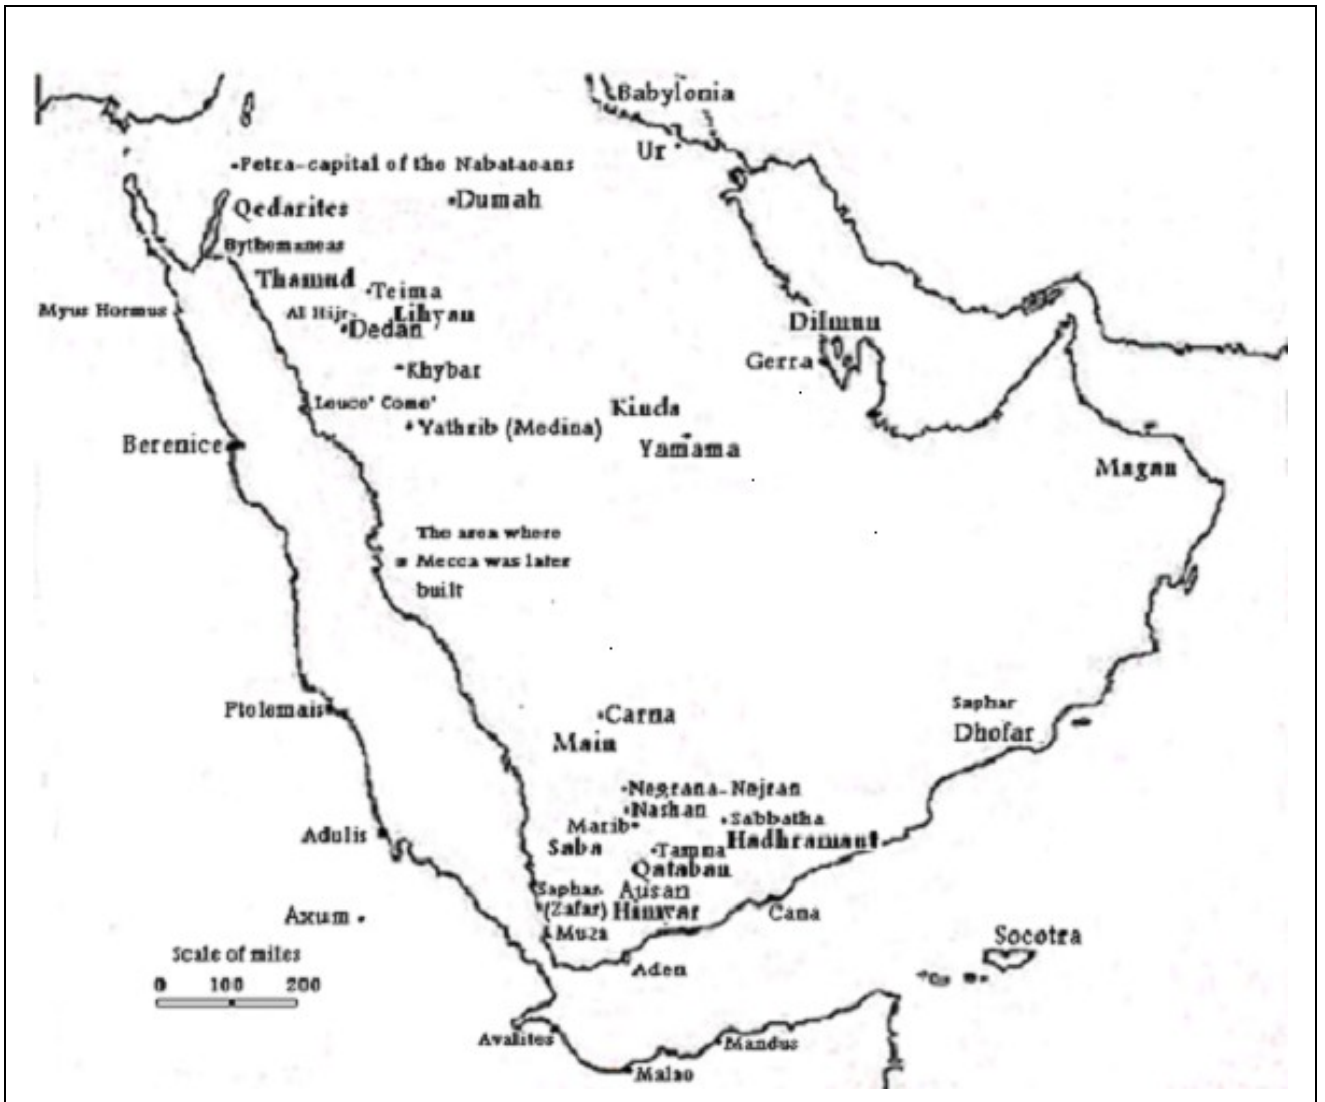 Babylonia
Ur
Petra-capital of the Nabataeans
Dumah
Qedarites
Bythemaneas
Thamud
Teima
Myus Hormus
Al Hijr
Lihyan
Dedan
Dilmun
Gerra
Khybar
Leuce' Come'
Kinda
Yathrib (Medina)
Berenice
Yamama
Magan
The area where
Mecca was later
built
Saphar
Dhofar
Ptolemais
Carna
Main
Negrana-Nejran
Nashan
Marib
Sabbatha
Adulis
Saba
Hadhramaut
Tamna
Qataban
Saphar
Ausan
(Zafar)
Himyar
Cana
Axum
Muza
Socotra
Scale of miles
Aden
0 100 200
Avalites
Mandus
Malao